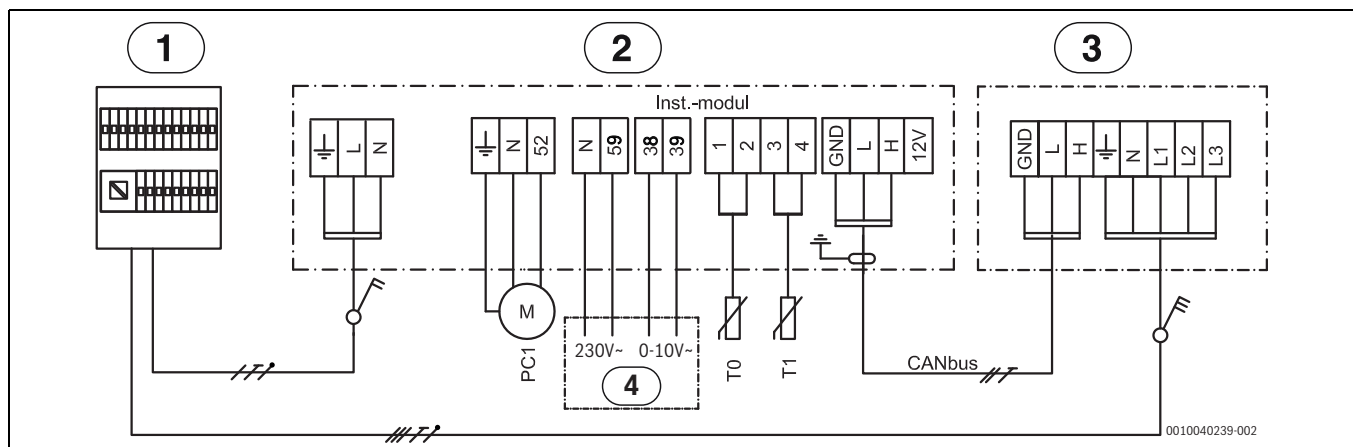 1
2
3
Inst.-modul
L N
N 52
N 59
38 39
1 2 3 4
GND L H 12V
GND L H
N L1 L2 L3
M
PC1
230V~ 0-10V~
4
T0
T1
CANbus
0010040239-002